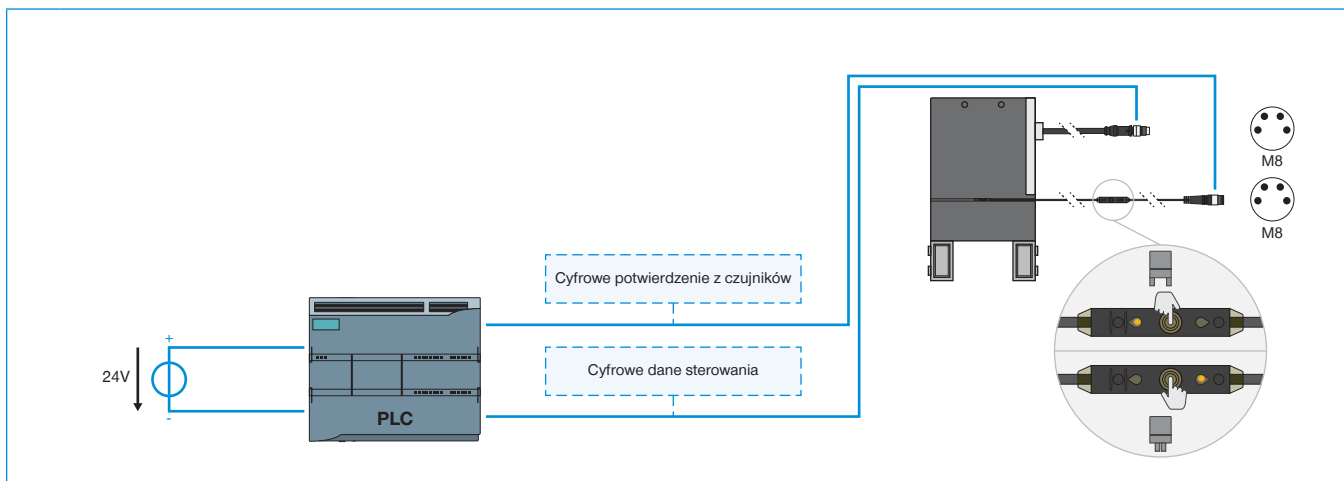 M8
M8
Cyfrowe potwierdzenie z czujników
+
24V
Cyfrowe dane sterowania
-
PLC